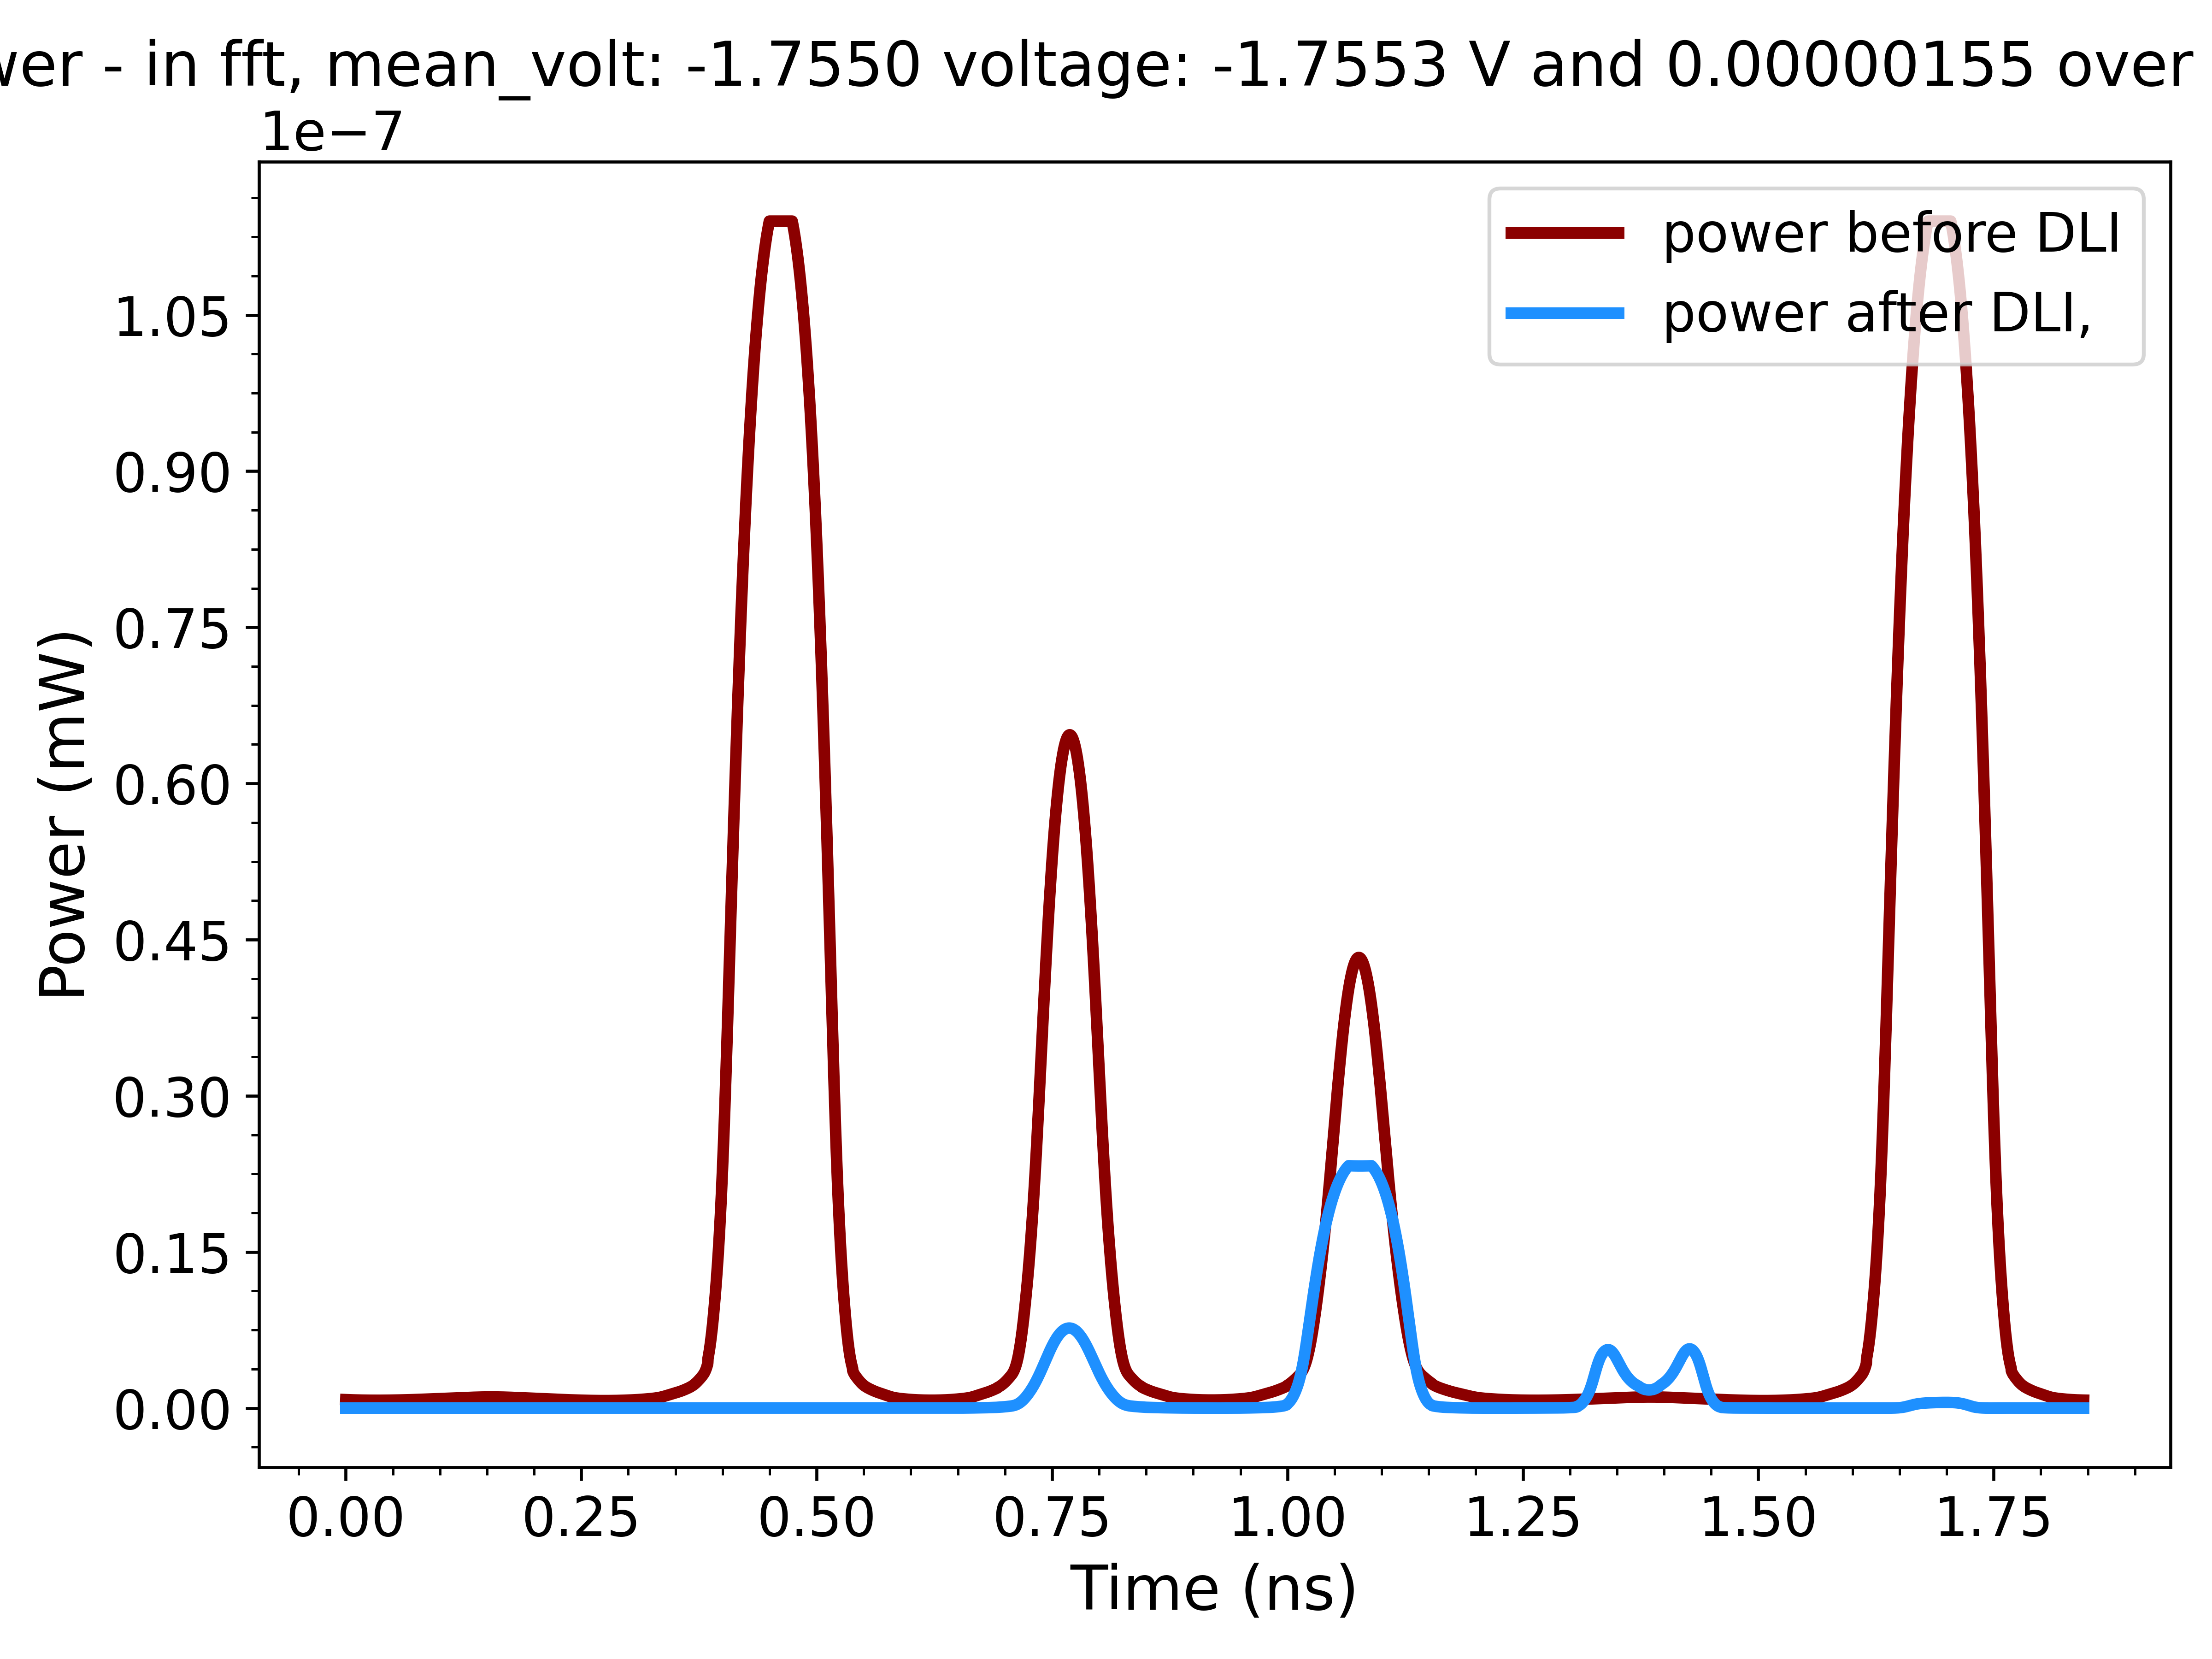 wer - in fft, mean_volt: -1.7550 voltage: -1.7553 V and 0.00000155 over
1e−7
power before DLI
power after DLI,
1.05
0.90
0.75
0.60
0.45
0.30
0.15
0.00
Power (mW)
0.00 0.25 0.50 0.75 1.00 1.25 1.50 1.75
Time (ns)